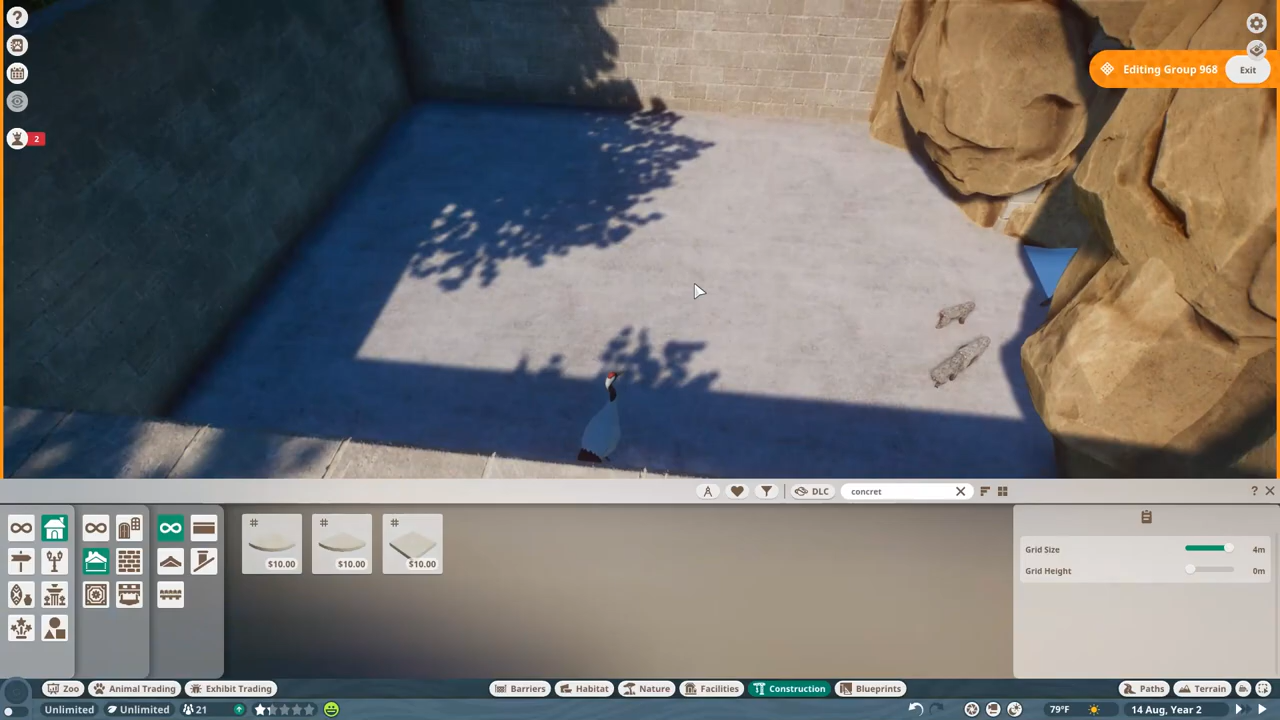 ?
Editing Group 968
Exit
2
DLC
concret
?
$10.00
$10.00
$10.00
Grid Size
4m
Grid Height
0m
Zoo
Animal Trading
Exhibit Trading
Barriers
Habitat
Nature
Facilities
Construction
Blueprints
Paths
Terrain
Unlimited
Unlimited
21
79°F
14 Aug, Year 2